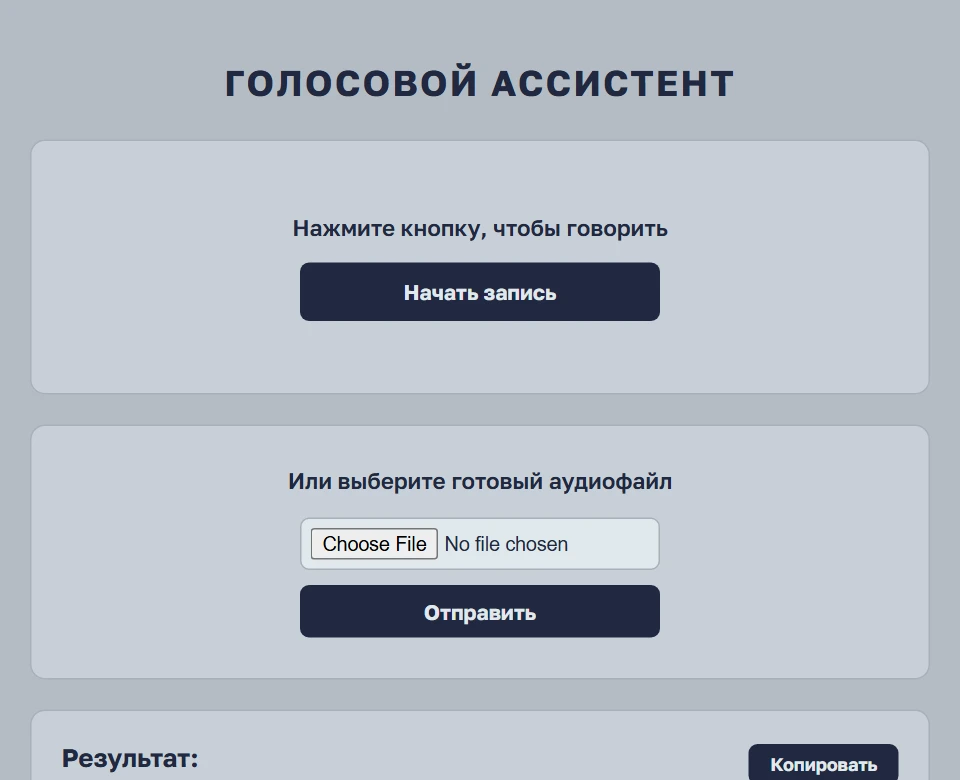 ГОЛОСОВОЙ АССИСТЕНТ
Нажмите кнопку, чтобы говорить
Начать запись
Или выберите готовый аудиофайл
Choose File No file chosen
Отправить
Результат:
Копировать